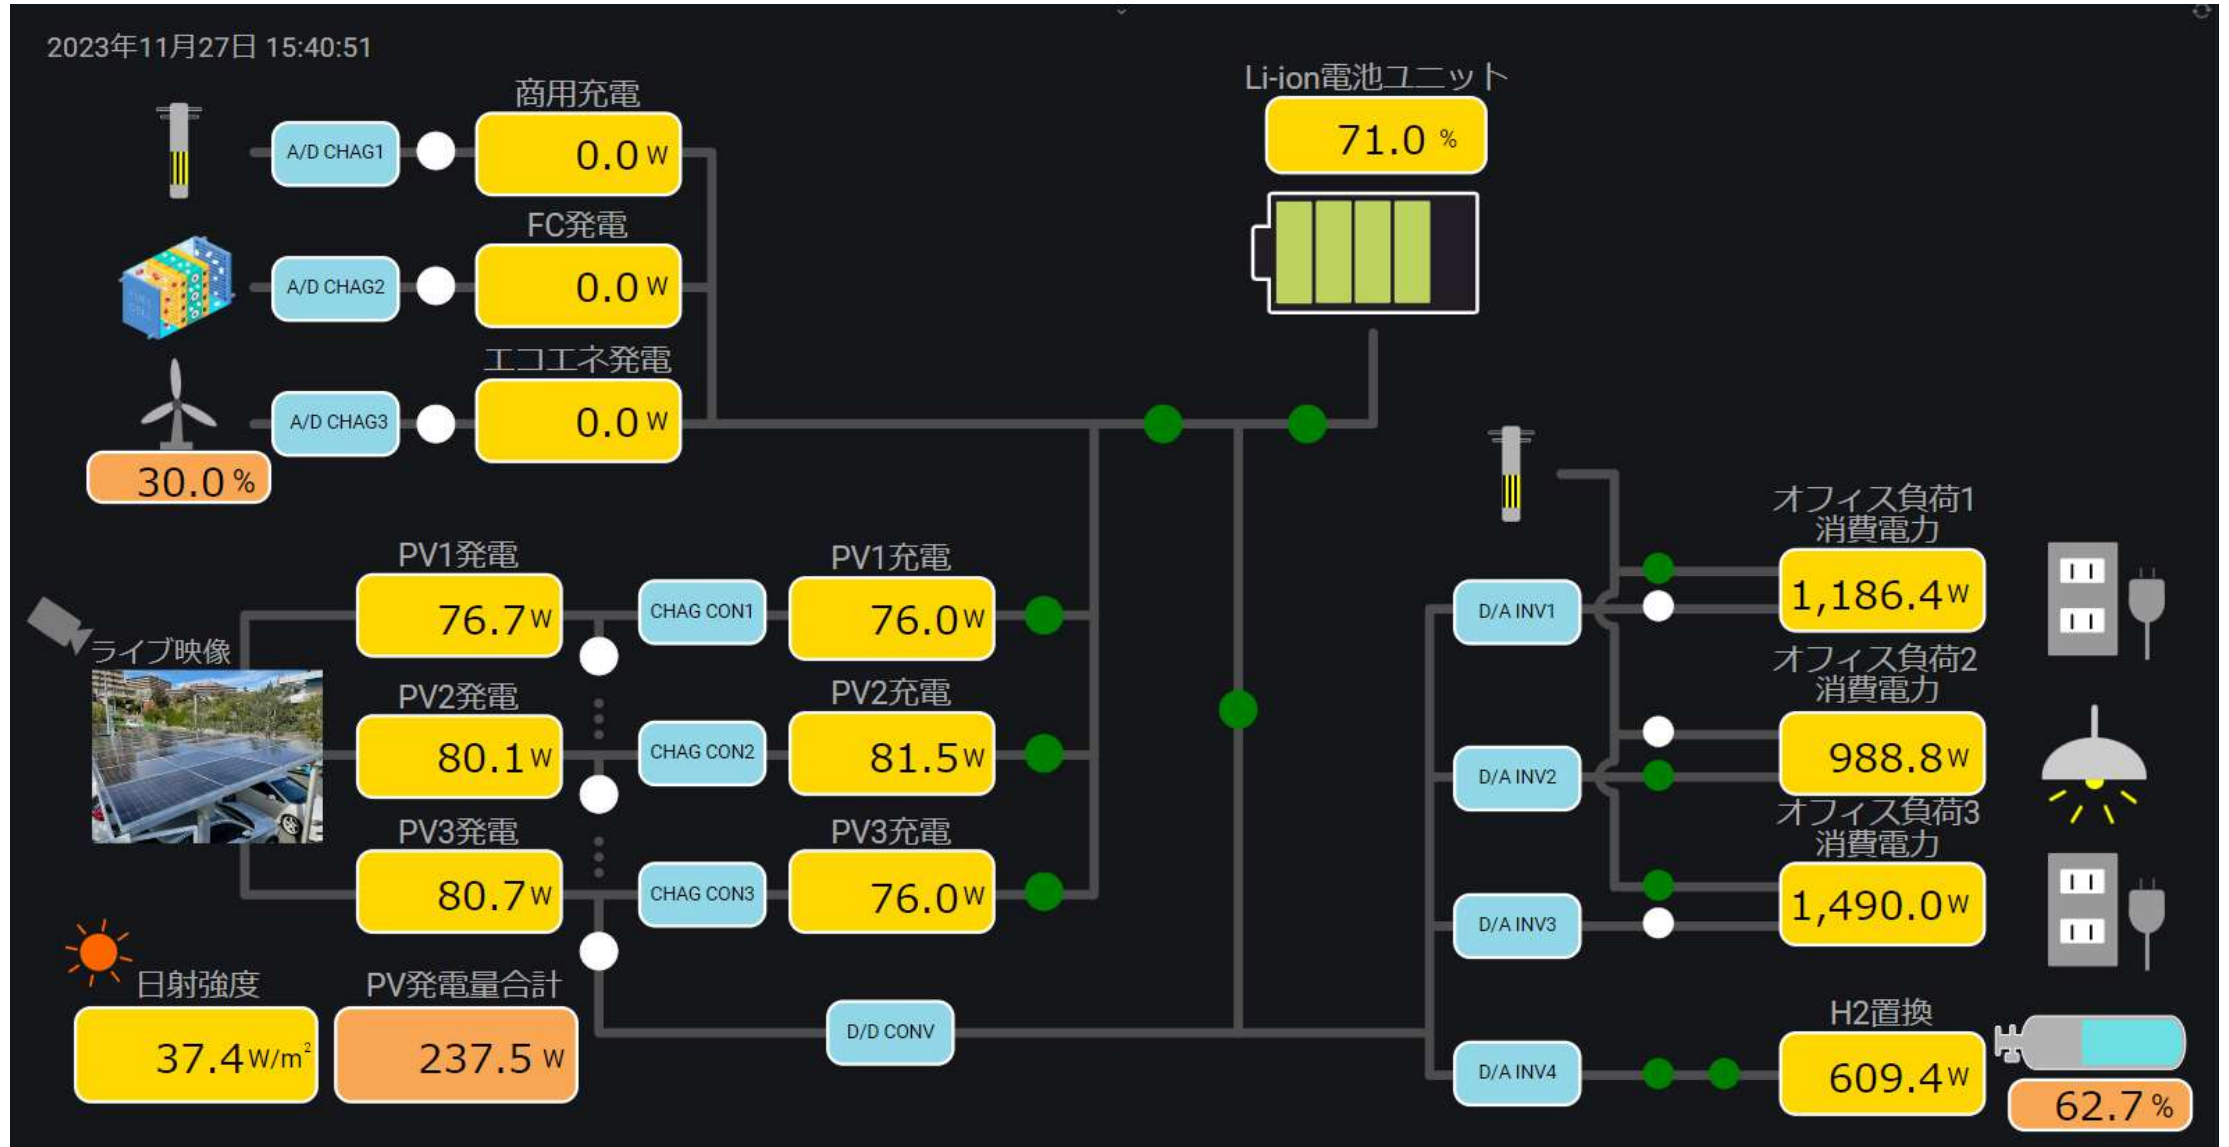 2023年11月27日 15:40:51
商用充電
A/D CHAG1
0.0 W
FC発電
A/D CHAG2
0.0 W
エコエネ発電
A/D CHAG3
0.0 W
30.0 %
Li-ion電池ユニット
71.0 %
PV1発電
76.7 W
CHAG CON1
PV1充電
76.0 W
ライブ映像
PV2発電
80.1 W
CHAG CON2
PV2充電
81.5 W
PV3発電
80.7 W
CHAG CON3
PV3充電
76.0 W
日射強度
37.4 W/m²
PV発電量合計
237.5 W
D/D CONV
オフィス負荷1
消費電力
D/A INV1
1,186.4 W
オフィス負荷2
消費電力
D/A INV2
988.8 W
オフィス負荷3
消費電力
D/A INV3
1,490.0 W
H2置換
D/A INV4
609.4 W
62.7 %